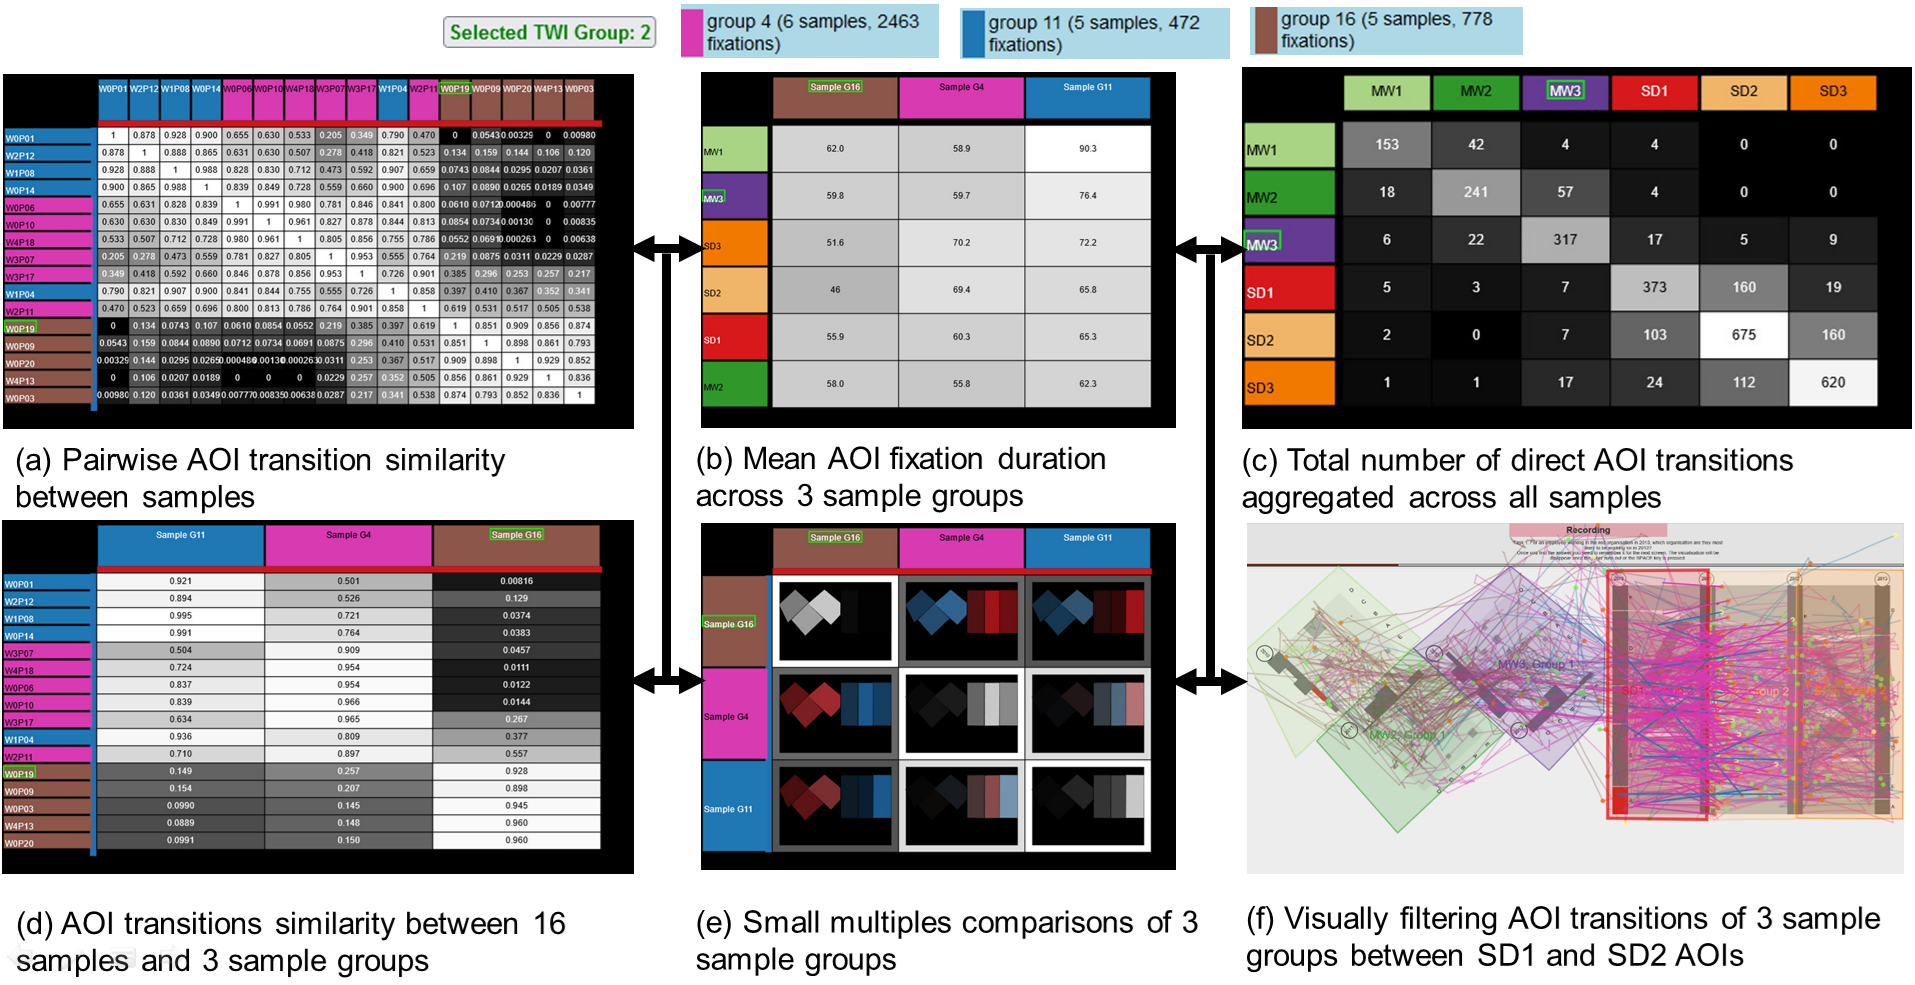 Selected TWI Group: 2
group 4 (6 samples, 2463
fixations)
group 11 (5 samples, 472
fixations)
group 16 (5 samples, 778
fixations)
W0P01 W2P12 W1P08 W0P14 W0P06 W0P10 W4P18 W3P07 W3P17 W1P04 W2P11 W0P19 W0P09 W0P20 W4P13 W0P03
W0P01 1 0.878 0.928 0.900 0.655 0.630 0.533 0.205 0.349 0.790 0.470 0 0.0543 0.00329 0 0.00980
W2P12 0.878 1 0.888 0.865 0.631 0.630 0.507 0.278 0.418 0.821 0.523 0.134 0.159 0.144 0.106 0.120
W1P08 0.928 0.888 1 0.988 0.828 0.830 0.712 0.473 0.592 0.907 0.659 0.0743 0.0844 0.0295 0.0207 0.0361
W0P14 0.900 0.865 0.988 1 0.839 0.849 0.728 0.559 0.660 0.900 0.696 0.107 0.0890 0.0265 0.0189 0.0349
W0P06 0.655 0.631 0.828 0.839 1 0.991 0.980 0.781 0.846 0.841 0.800 0.0610 0.0712 0.000486 0 0.00777
W0P10 0.630 0.630 0.830 0.849 0.991 1 0.961 0.827 0.878 0.844 0.813 0.0854 0.0734 0.00130 0 0.00835
W4P18 0.533 0.507 0.712 0.728 0.980 0.961 1 0.805 0.856 0.755 0.786 0.0552 0.0691 0.000263 0 0.00638
W3P07 0.205 0.278 0.473 0.559 0.781 0.827 0.805 1 0.953 0.555 0.764 0.219 0.0875 0.0311 0.0229 0.0287
W3P17 0.349 0.418 0.592 0.660 0.846 0.878 0.856 0.953 1 0.726 0.901 0.385 0.296 0.253 0.257 0.217
W1P04 0.790 0.821 0.907 0.900 0.841 0.844 0.755 0.555 0.726 1 0.858 0.397 0.410 0.367 0.352 0.341
W2P11 0.470 0.523 0.659 0.696 0.800 0.813 0.786 0.764 0.901 0.858 1 0.619 0.531 0.517 0.505 0.538
W0P19 0 0.134 0.0743 0.107 0.0610 0.0854 0.0552 0.219 0.385 0.397 0.619 1 0.851 0.909 0.856 0.874
W0P09 0.0543 0.159 0.0844 0.0890 0.0712 0.0734 0.0691 0.0875 0.296 0.410 0.531 0.851 1 0.898 0.861 0.793
W0P20 0.00329 0.144 0.0295 0.0265 0.000486 0.00130 0.000263 0.0311 0.253 0.367 0.517 0.909 0.898 1 0.929 0.852
W4P13 0 0.106 0.0207 0.0189 0 0 0 0.0229 0.257 0.352 0.505 0.856 0.861 0.929 1 0.836
W0P03 0.00980 0.120 0.0361 0.0349 0.00777 0.00835 0.00638 0.0287 0.217 0.341 0.538 0.874 0.793 0.852 0.836 1
(a) Pairwise AOI transition similarity
between samples
Sample G16 Sample G4 Sample G11
MW1 62.0 58.9 90.3
MW3 59.8 59.7 76.4
SD3 51.6 70.2 72.2
SD2 46 69.4 65.8
SD1 55.9 60.3 65.3
MW2 58.0 55.8 62.3
(b) Mean AOI fixation duration
across 3 sample groups
MW1 MW2 MW3 SD1 SD2 SD3
MW1 153 42 4 4 0 0
MW2 18 241 57 4 0 0
MW3 6 22 317 17 5 9
SD1 5 3 7 373 160 19
SD2 2 0 7 103 675 160
SD3 1 1 17 24 112 620
(c) Total number of direct AOI transitions
aggregated across all samples
Sample G11 Sample G4 Sample G16
W0P01 0.921 0.501 0.00816
W2P12 0.894 0.526 0.129
W1P08 0.995 0.721 0.0374
W0P14 0.991 0.764 0.0383
W3P07 0.504 0.909 0.0457
W4P18 0.724 0.954 0.0111
W0P06 0.837 0.954 0.0122
W0P10 0.839 0.966 0.0144
W3P17 0.634 0.965 0.267
W1P04 0.936 0.809 0.377
W2P11 0.710 0.897 0.557
W0P19 0.149 0.257 0.928
W0P09 0.154 0.207 0.898
W0P03 0.0990 0.145 0.945
W4P13 0.0889 0.148 0.960
W0P20 0.0991 0.150 0.960
(d) AOI transitions similarity between 16
samples and 3 sample groups
Sample G16 Sample G4 Sample G11
Sample G16
Sample G4
Sample G11
(e) Small multiples comparisons of 3
sample groups
Recording
MW3, Group 1
MW2, Group 1
SD1
oup 2
(f) Visually filtering AOI transitions of 3 sample
groups between SD1 and SD2 AOIs